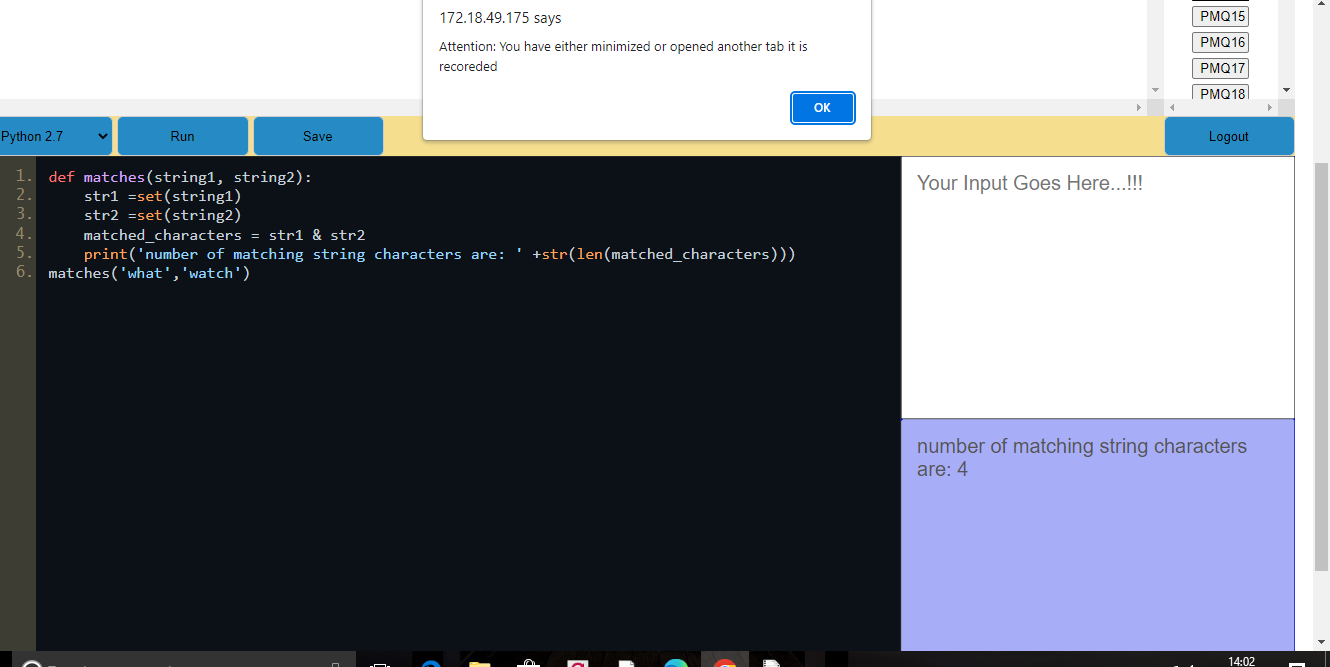 172.18.49.175 says
Attention: You have either minimized or opened another tab it is
recoreded
OK
PMQ15
PMQ16
PMQ17
PMQ18
Python 2.7
Run
Save
Logout
1. def matches(string1, string2):
2.     str1 =set(string1)
3.     str2 =set(string2)
4.     matched_characters = str1 & str2
5.     print('number of matching string characters are: ' +str(len(matched_characters)))
6. matches('what','watch')
Your Input Goes Here...!!!
number of matching string characters
are: 4
14:02